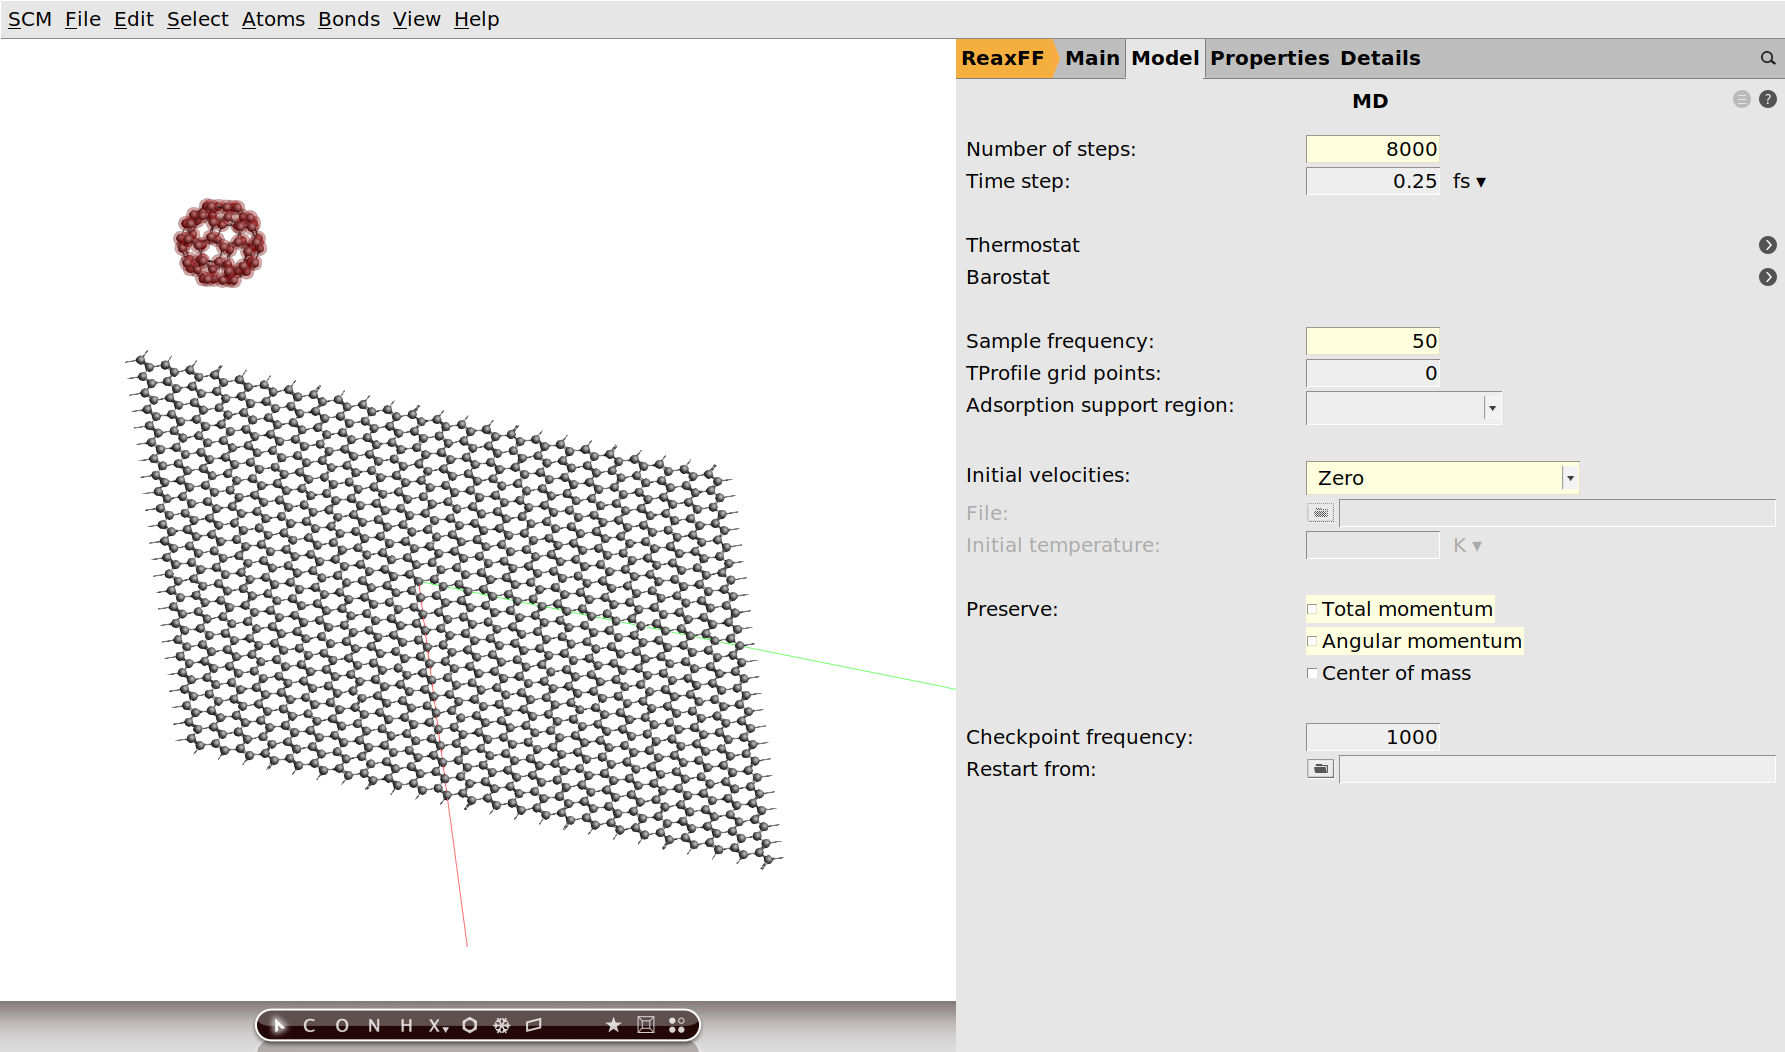 SCM File Edit Select Atoms Bonds View Help
ReaxFF Main Model Properties Details
MD
Number of steps: 8000
Time step: 0.25 fs
Thermostat
Barostat
Sample frequency: 50
TProfile grid points: 0
Adsorption support region:
Initial velocities: Zero
File:
Initial temperature: K
Preserve: Total momentum
Angular momentum
Center of mass
Checkpoint frequency: 1000
Restart from:
C O N H X